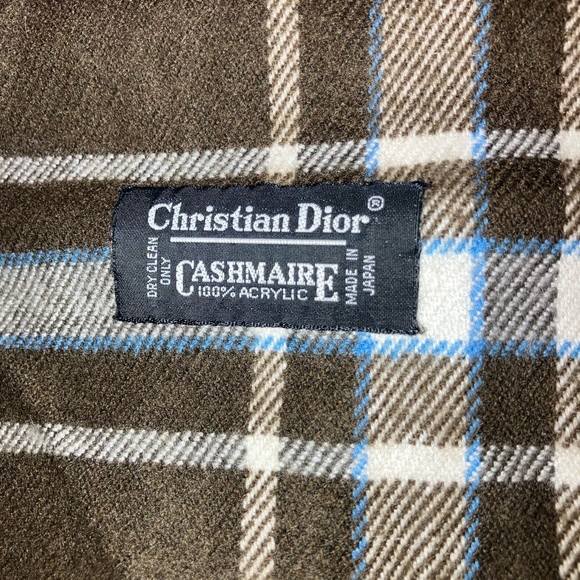 Christian Dior®
DRY CLEAN
ONLY
CASHMAIRE
100% ACRYLIC
MADE IN
JAPAN